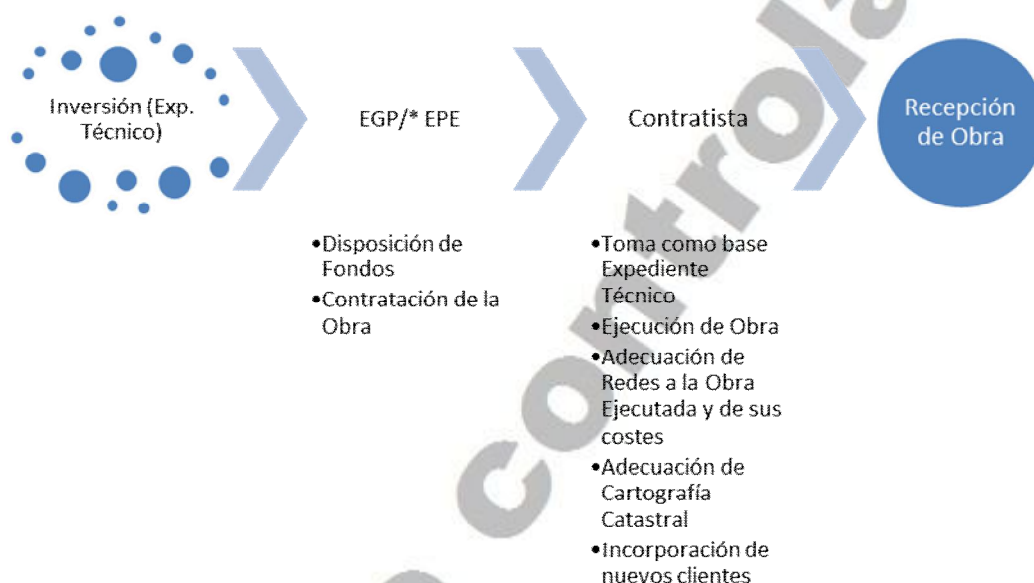 Inversión (Exp.
Técnico)
EGP/* EPE
•Disposición de
Fondos
•Contratación de la
Obra
Contratista
•Toma como base
Expediente
Técnico
•Ejecución de Obra
•Adecuación de
Redes a la Obra
Ejecutada y de sus
costes
•Adecuación de
Cartografía
Catastral
•Incorporación de
nuevos clientes
Recepción
de Obra